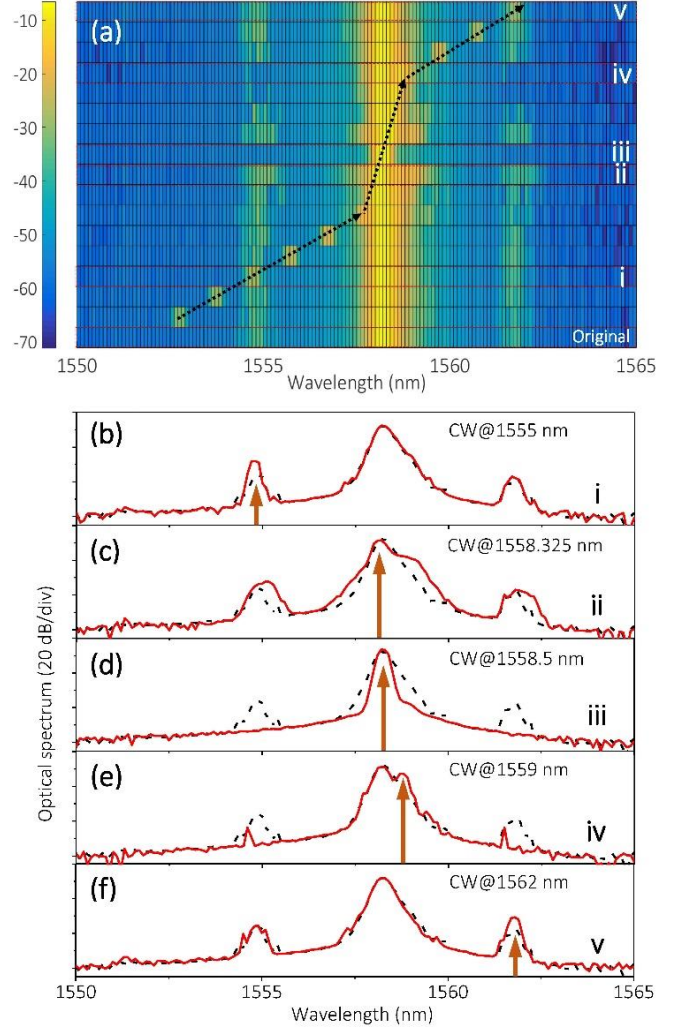 -10
-20
-30
-40
-50
-60
-70
(a)
v
iv
iii
ii
i
Original
1550
1555
1560
1565
Wavelength (nm)
Optical spectrum (20 dB/div)
(b)
CW@1555 nm
i
(c)
CW@1558.325 nm
ii
(d)
CW@1558.5 nm
iii
(e)
CW@1559 nm
iv
(f)
CW@1562 nm
v
1550
1555
1560
1565
Wavelength (nm)